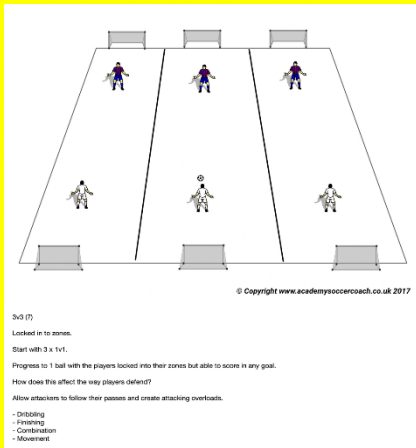 © Copyright www.academysoccercoach.co.uk 2017
3v3 (7)
Locked in to zones.
Start with 3 x 1v1.
Progress to 1 ball with the players locked into their zones but able to score in any goal.
How does this affect the way players defend?
Allow attackers to follow their passes and create attacking overloads.
- Dribbling
- Finishing
- Combination
- Movement